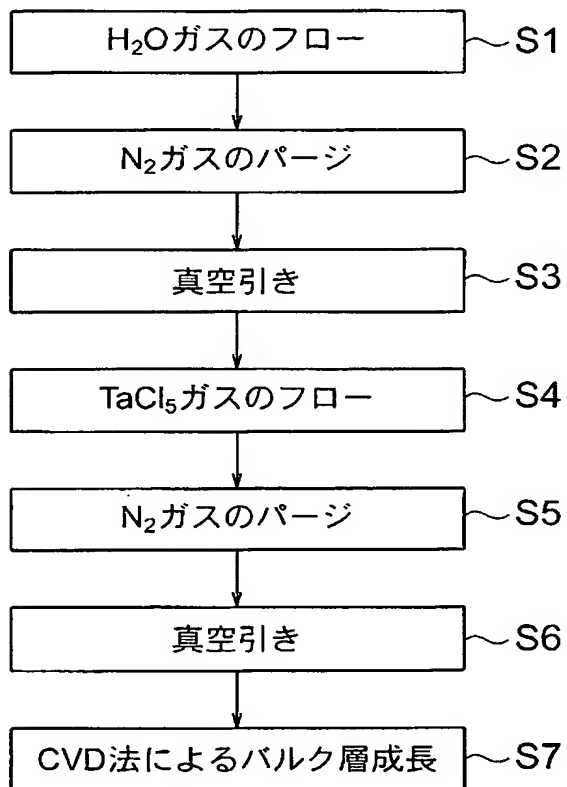 H₂Oガスのフロー S1
N₂ガスのパージ S2
真空引き S3
TaCl₅ガスのフロー S4
N₂ガスのパージ S5
真空引き S6
CVD法によるバルク層成長 S7